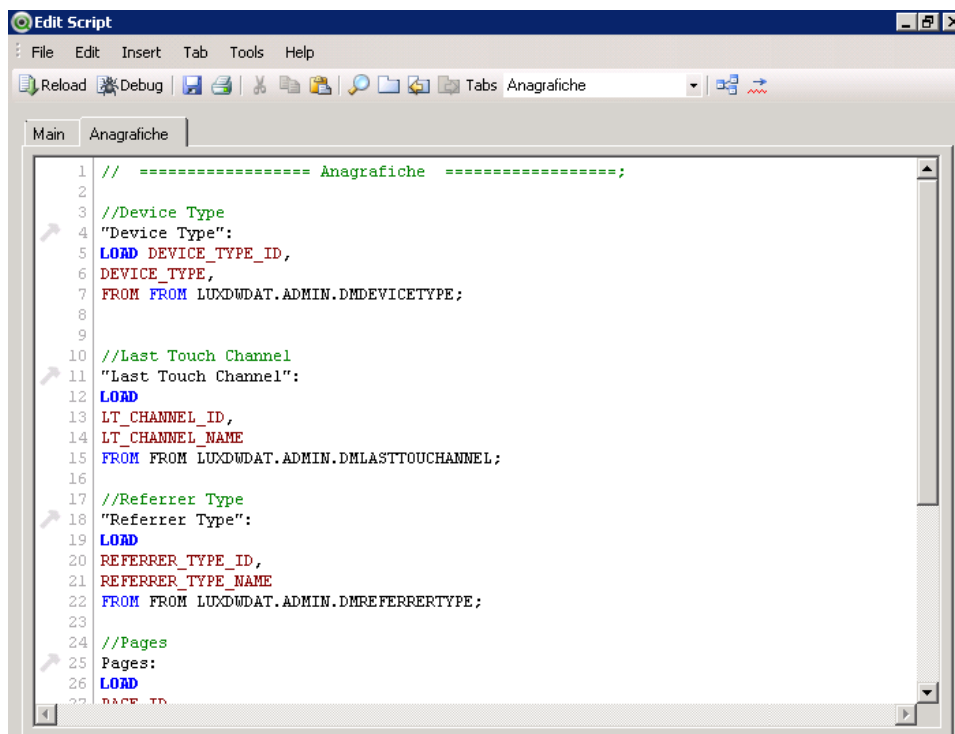 Edit Script
File Edit Insert Tab Tools Help
Reload Debug Tabs Anagrafiche
Main Anagrafiche
1 // ================== Anagrafiche ==================;
2
3 //Device Type
4 "Device Type":
5 LOAD DEVICE_TYPE_ID,
6 DEVICE_TYPE,
7 FROM FROM LUXDWDAT.ADMIN.DMDEVICETYPE;
8
9
10 //Last Touch Channel
11 "Last Touch Channel":
12 LOAD
13 LT_CHANNEL_ID,
14 LT_CHANNEL_NAME
15 FROM FROM LUXDWDAT.ADMIN.DMLASTTOUCHANNEL;
16
17 //Referrer Type
18 "Referrer Type":
19 LOAD
20 REFERRER_TYPE_ID,
21 REFERRER_TYPE_NAME
22 FROM FROM LUXDWDAT.ADMIN.DMREFERRERTYPE;
23
24 //Pages
25 Pages:
26 LOAD
27 PAGE_ID